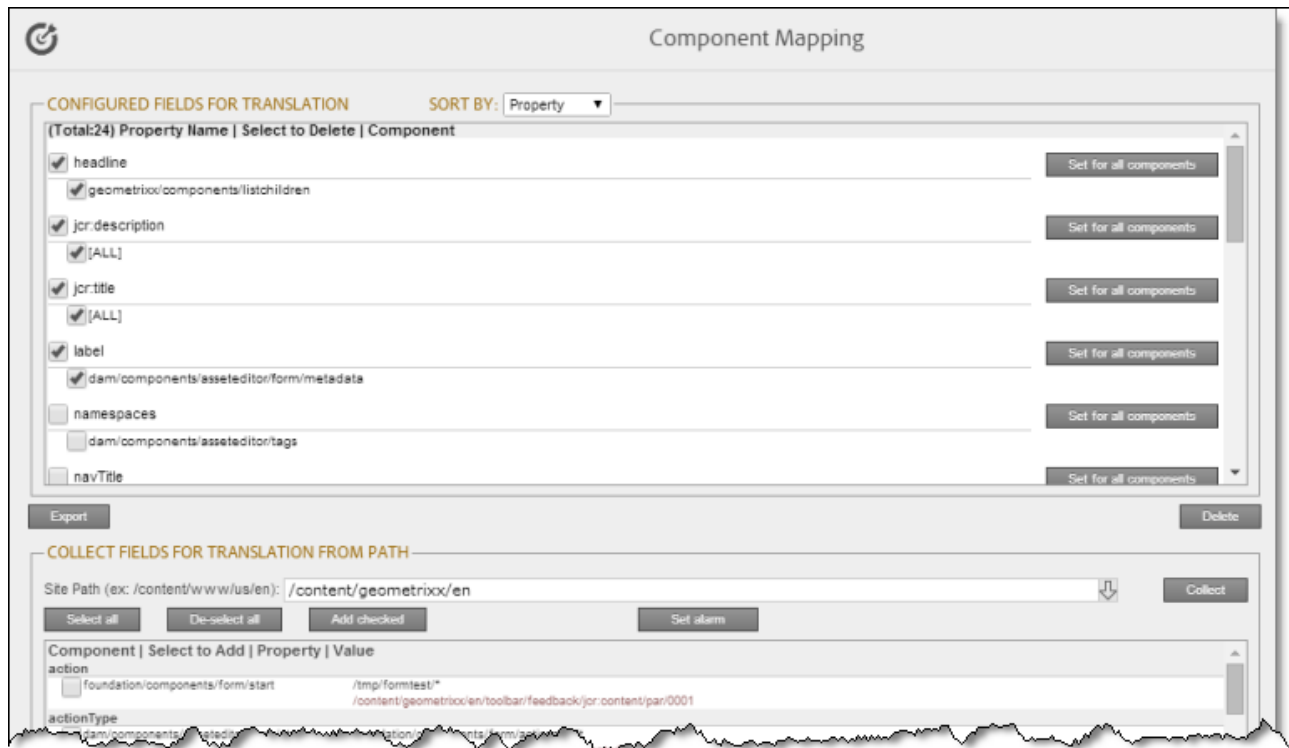 Component Mapping
CONFIGURED FIELDS FOR TRANSLATION SORT BY: Property
(Total:24) Property Name | Select to Delete | Component
headline Set for all components
geometrixx/components/listchildren
jcr:description Set for all components
[ALL]
jcr:title Set for all components
[ALL]
label Set for all components
dam/components/asseteditor/form/metadata
namespaces Set for all components
dam/components/asseteditor/tags
navTitle Set for all components
Export Delete
COLLECT FIELDS FOR TRANSLATION FROM PATH
Site Path (ex: /content/www/us/en): /content/geometrixx/en Collect
Select all De-select all Add checked Set alarm
Component | Select to Add | Property | Value
action
foundation/components/form/start /tmp/formtest/*
/content/geometrixx/en/toolbar/feedback/jcr:content/par/0001
actionType